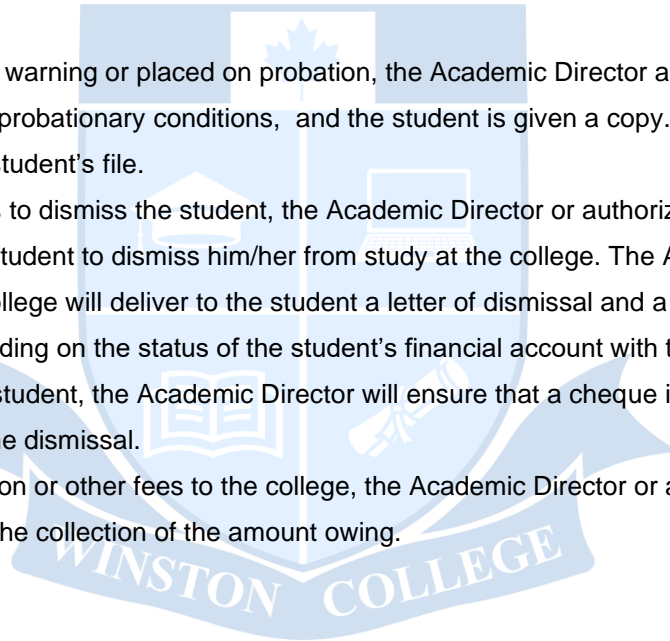 warning or placed on probation, the Academic Director a
probationary conditions, and the student is given a copy.
tudent's file.
s to dismiss the student, the Academic Director or authoriz
tudent to dismiss him/her from study at the college. The A
ollege will deliver to the student a letter of dismissal and a
ding on the status of the student's financial account with t
student, the Academic Director will ensure that a cheque i
ne dismissal.
on or other fees to the college, the Academic Director or a
he collection of the amount owing.
WINSTON COLLEGE